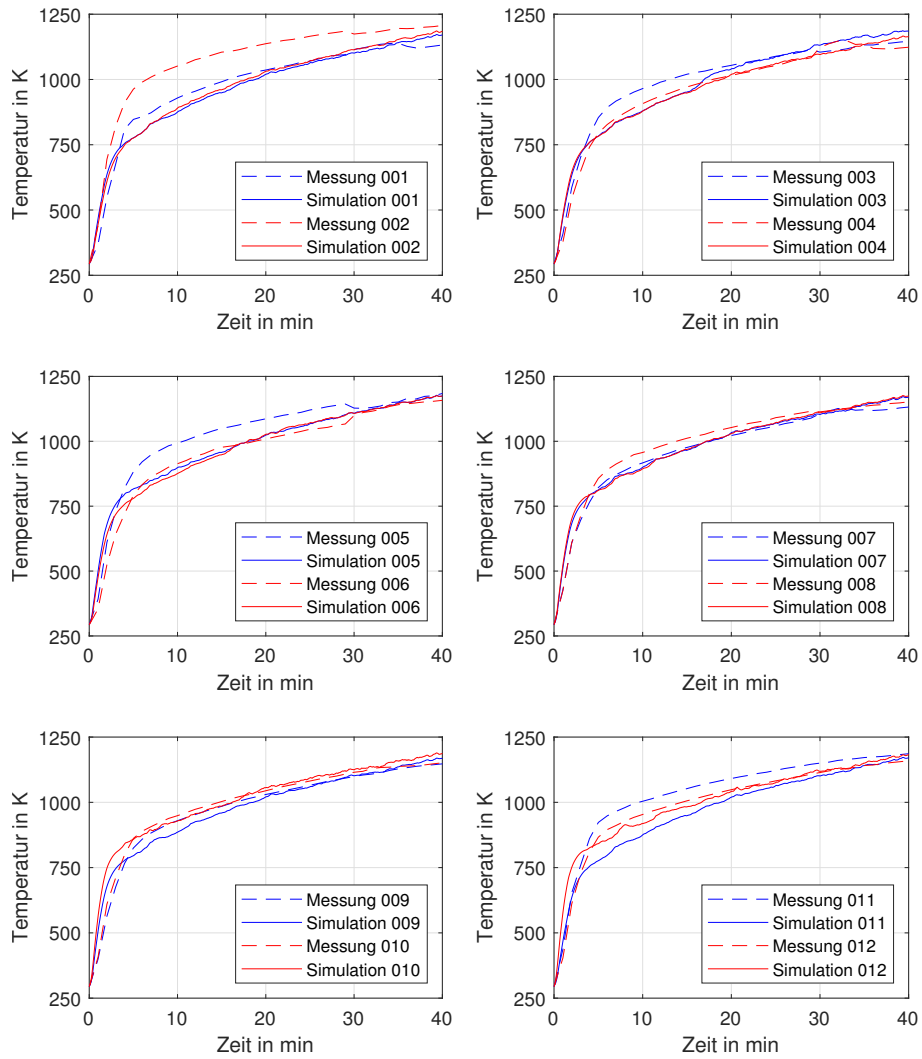 1250
1000
750
500
250
Temperatur in K
Messung 001
Simulation 001
Messung 002
Simulation 002
0 10 20 30 40
Zeit in min
1250
1000
750
500
250
Temperatur in K
Messung 003
Simulation 003
Messung 004
Simulation 004
0 10 20 30 40
Zeit in min
1250
1000
750
500
250
Temperatur in K
Messung 005
Simulation 005
Messung 006
Simulation 006
0 10 20 30 40
Zeit in min
1250
1000
750
500
250
Temperatur in K
Messung 007
Simulation 007
Messung 008
Simulation 008
0 10 20 30 40
Zeit in min
1250
1000
750
500
250
Temperatur in K
Messung 009
Simulation 009
Messung 010
Simulation 010
0 10 20 30 40
Zeit in min
1250
1000
750
500
250
Temperatur in K
Messung 011
Simulation 011
Messung 012
Simulation 012
0 10 20 30 40
Zeit in min